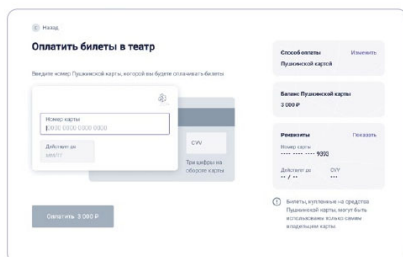 Назад
Оплатить билеты в театр
Введите номер Пушкинской карты, которой вы будете оплачивать билеты
Номер карты
0000 0000 0000 0000
Действует до
мм/гг
CVV
Три цифры на
обороте карты
Оплатить 3 000 ₽
Способ оплаты Изменить
Пушкинской картой
Баланс Пушкинской карты
3 000 ₽
Реквизиты Показать
Номер карты
•••• •••• •••• 9090
Действует до CVV
•• / •• •••
Билеты, купленные на средства
Пушкинской карты, могут быть
использованы только самим
владельцем карты